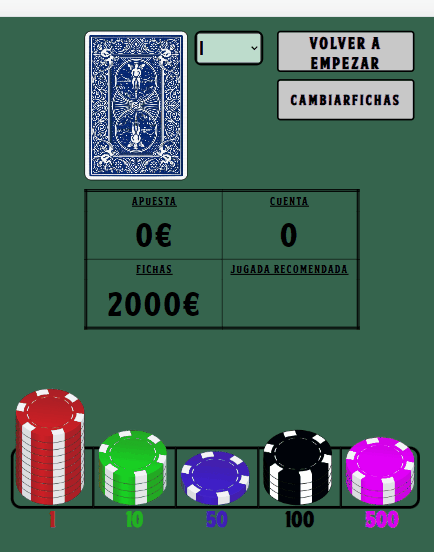 VOLVER A
EMPEZAR
CAMBIARFICHAS
APUESTA
CUENTA
0€
0
FICHAS
JUGADA RECOMENDADA
2000€
1
10
50
100
500